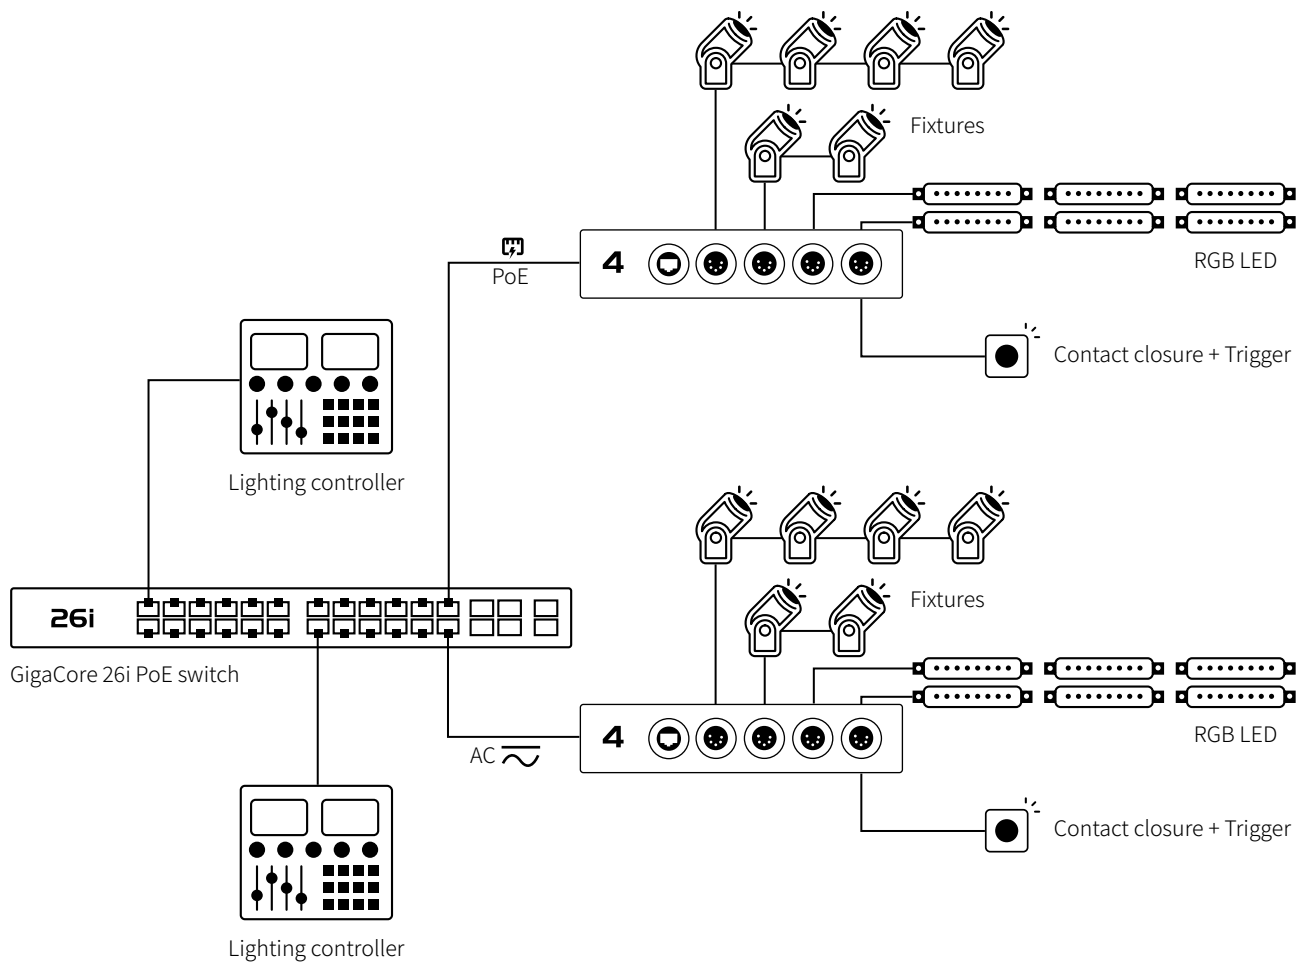 Fixtures
RGB LED
4
PoE
Contact closure + Trigger
Lighting controller
26i
GigaCore 26i PoE switch
Fixtures
RGB LED
4
AC
Contact closure + Trigger
Lighting controller